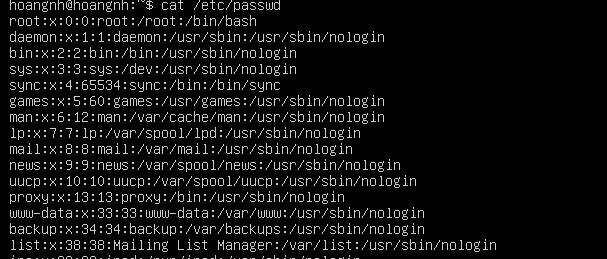 hoangnh@hoangnh:~$ cat /etc/passwd
root:x:0:0:root:/root:/bin/bash
daemon:x:1:1:daemon:/usr/sbin:/usr/sbin/nologin
bin:x:2:2:bin:/bin:/usr/sbin/nologin
sys:x:3:3:sys:/dev:/usr/sbin/nologin
sync:x:4:65534:sync:/bin:/bin/sync
games:x:5:60:games:/usr/games:/usr/sbin/nologin
man:x:6:12:man:/var/cache/man:/usr/sbin/nologin
lp:x:7:7:lp:/var/spool/lpd:/usr/sbin/nologin
mail:x:8:8:mail:/var/mail:/usr/sbin/nologin
news:x:9:9:news:/var/spool/news:/usr/sbin/nologin
uucp:x:10:10:uucp:/var/spool/uucp:/usr/sbin/nologin
proxy:x:13:13:proxy:/bin:/usr/sbin/nologin
www-data:x:33:33:www-data:/var/www:/usr/sbin/nologin
backup:x:34:34:backup:/var/backups:/usr/sbin/nologin
list:x:38:38:Mailing List Manager:/var/list:/usr/sbin/nologin